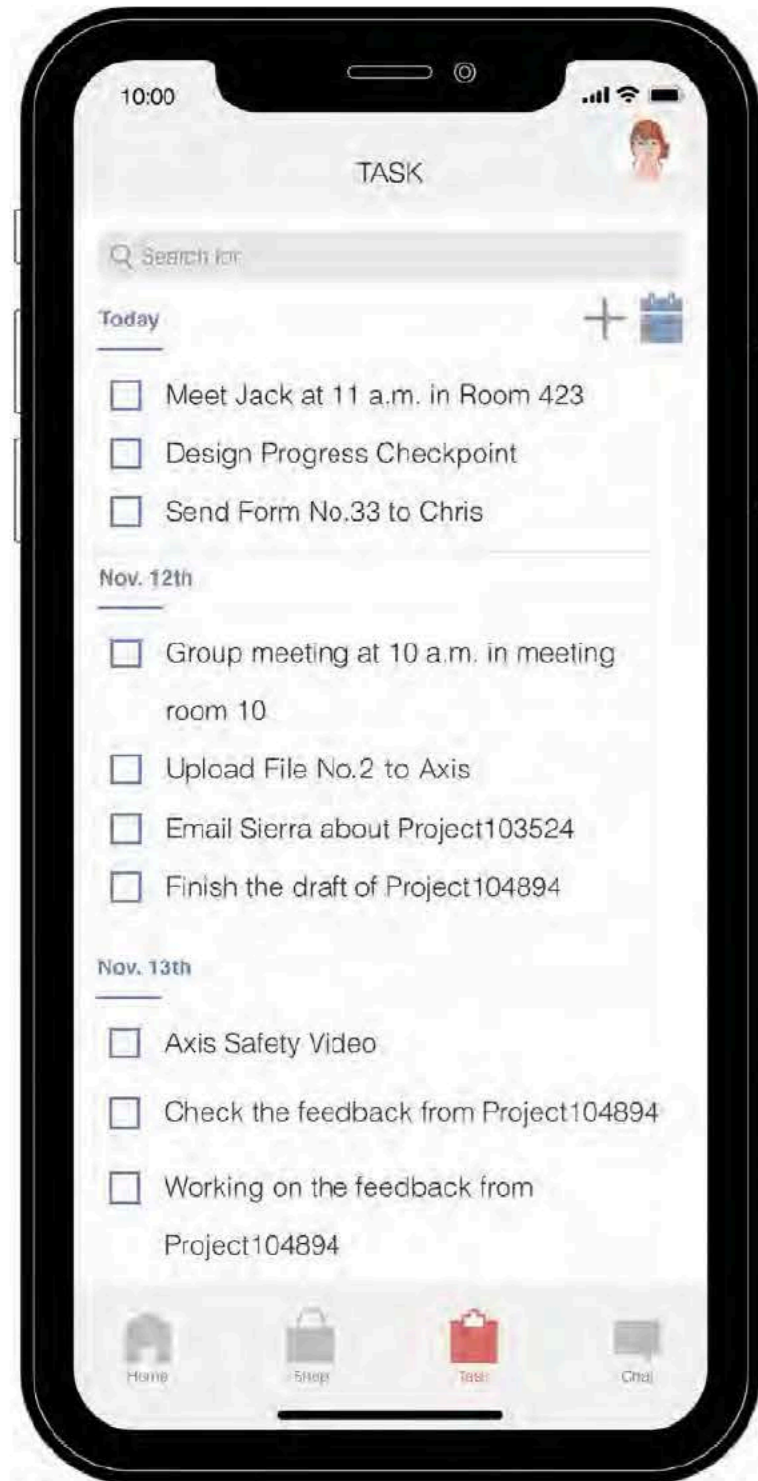 10:00
TASK
Search for
Today
Meet Jack at 11 a.m. in Room 423
Design Progress Checkpoint
Send Form No.33 to Chris
Nov. 12th
Group meeting at 10 a.m. in meeting
room 10
Upload File No.2 to Axis
Email Sierra about Project103524
Finish the draft of Project104894
Nov. 13th
Axis Safety Video
Check the feedback from Project104894
Working on the feedback from
Project104894
Home Shop Task Chat